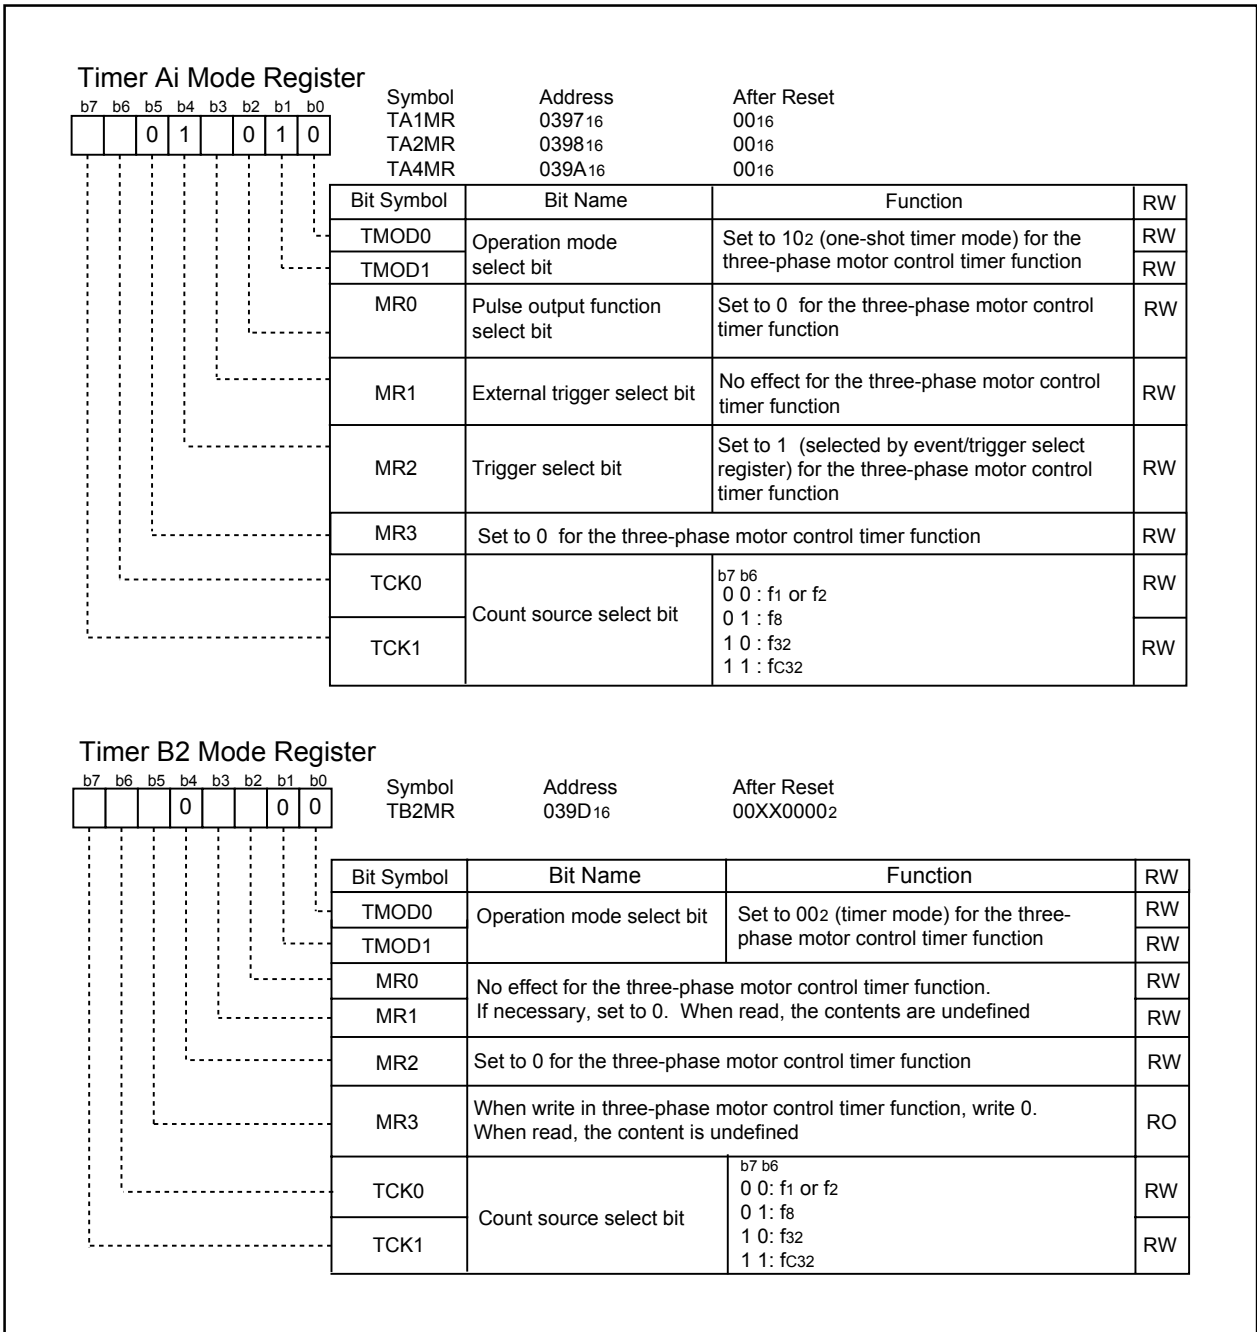 Timer Ai Mode Register
b7 b6 b5 b4 b3 b2 b1 b0
0 1 0 1 0
Symbol Address After Reset
TA1MR 039716 0016
TA2MR 039816 0016
TA4MR 039A16 0016
Bit Symbol Bit Name Function RW
TMOD0 Operation mode select bit Set to 102 (one-shot timer mode) for the RW
TMOD1 three-phase motor control timer function RW
MR0 Pulse output function Set to 0 for the three-phase motor control RW
select bit timer function
MR1 External trigger select bit No effect for the three-phase motor control RW
timer function
MR2 Trigger select bit Set to 1 (selected by event/trigger select RW
register) for the three-phase motor control
timer function
MR3 Set to 0 for the three-phase motor control timer function RW
TCK0 Count source select bit b7 b6 RW
0 0 : f1 or f2
0 1 : f8
TCK1 1 0 : f32 RW
1 1 : fC32
Timer B2 Mode Register
b7 b6 b5 b4 b3 b2 b1 b0
0 0 0
Symbol Address After Reset
TB2MR 039D16 00XX00002
Bit Symbol Bit Name Function RW
TMOD0 Operation mode select bit Set to 002 (timer mode) for the three- RW
TMOD1 phase motor control timer function RW
MR0 No effect for the three-phase motor control timer function. RW
MR1 If necessary, set to 0. When read, the contents are undefined RW
MR2 Set to 0 for the three-phase motor control timer function RW
MR3 When write in three-phase motor control timer function, write 0. RO
When read, the content is undefined
TCK0 Count source select bit b7 b6 RW
0 0: f1 or f2
0 1: f8
TCK1 1 0: f32 RW
1 1: fC32